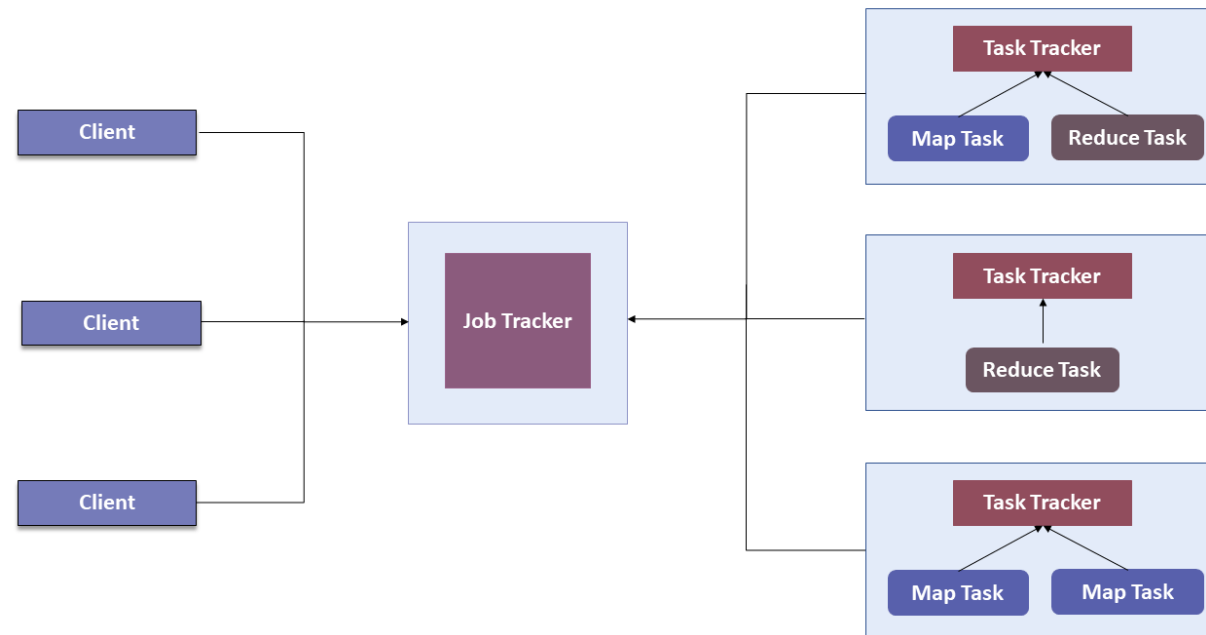 Client
Client
Client
Job Tracker
Task Tracker
Map Task
Reduce Task
Task Tracker
Reduce Task
Task Tracker
Map Task
Map Task